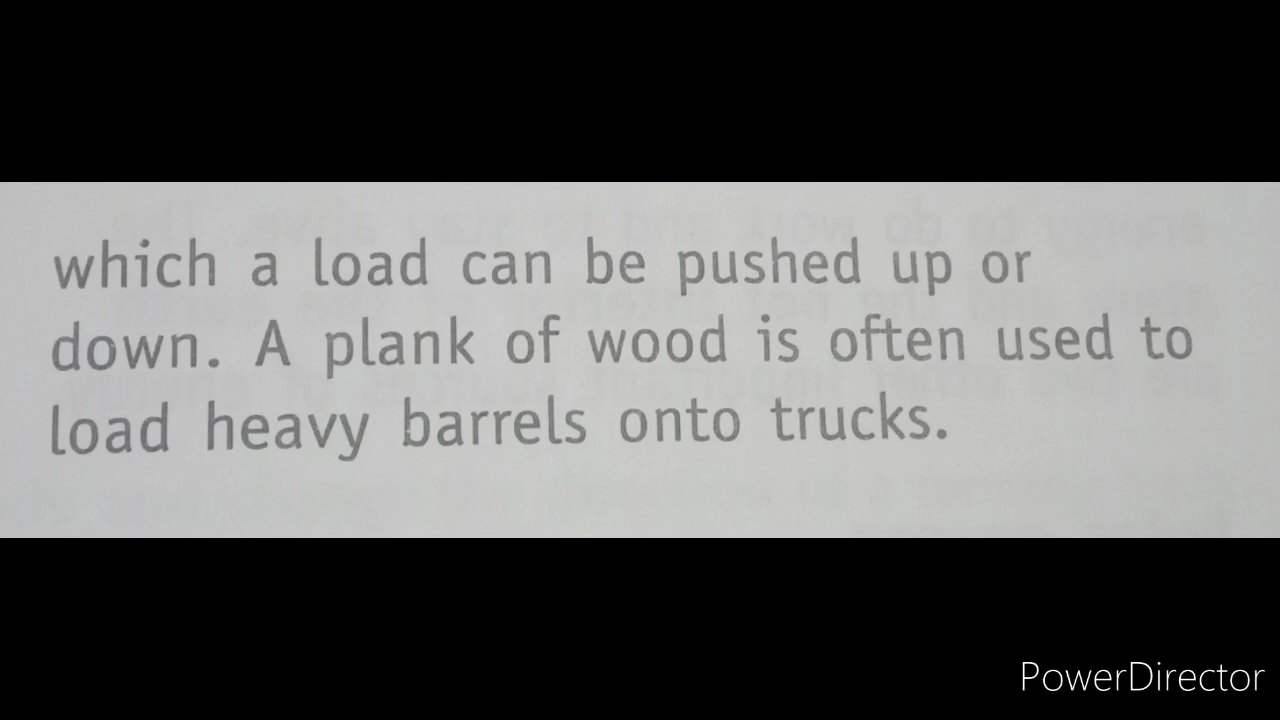 which a load can be pushed up or
down. A plank of wood is often used to
load heavy barrels onto trucks.
PowerDirector